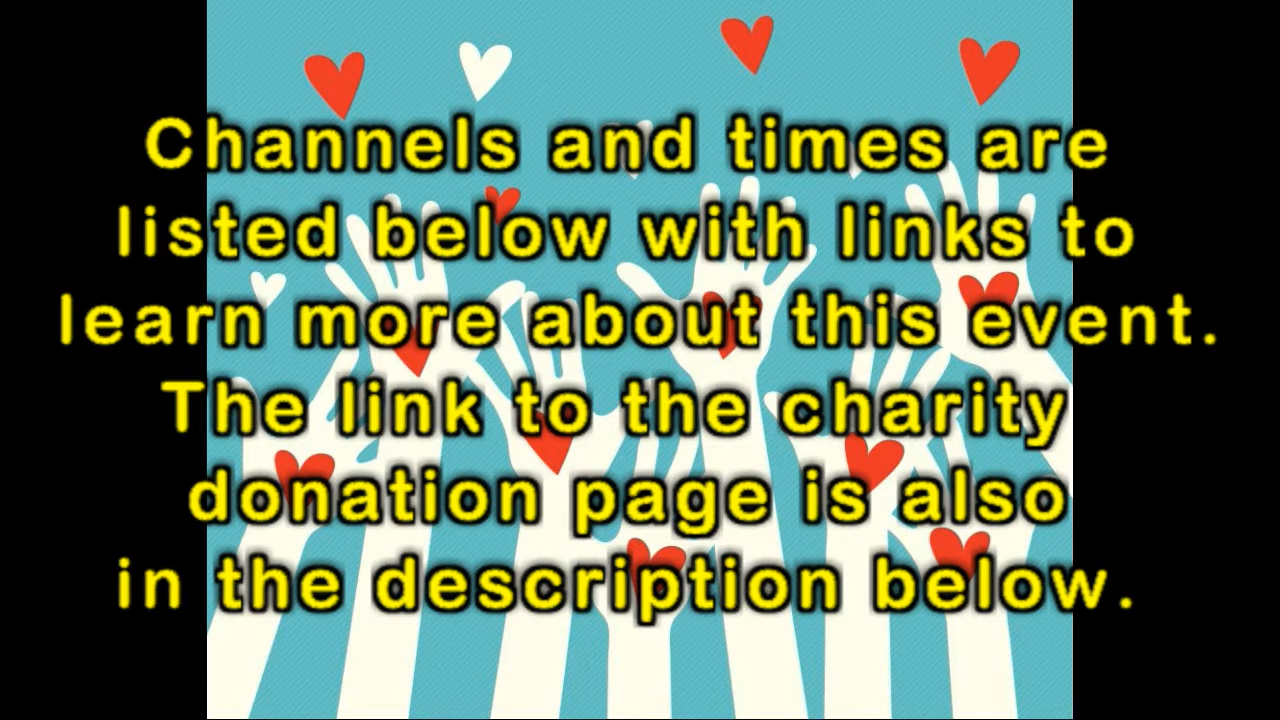 Channels and times are
listed below with links to
learn more about this event.
The link to the charity
donation page is also
in the description below.